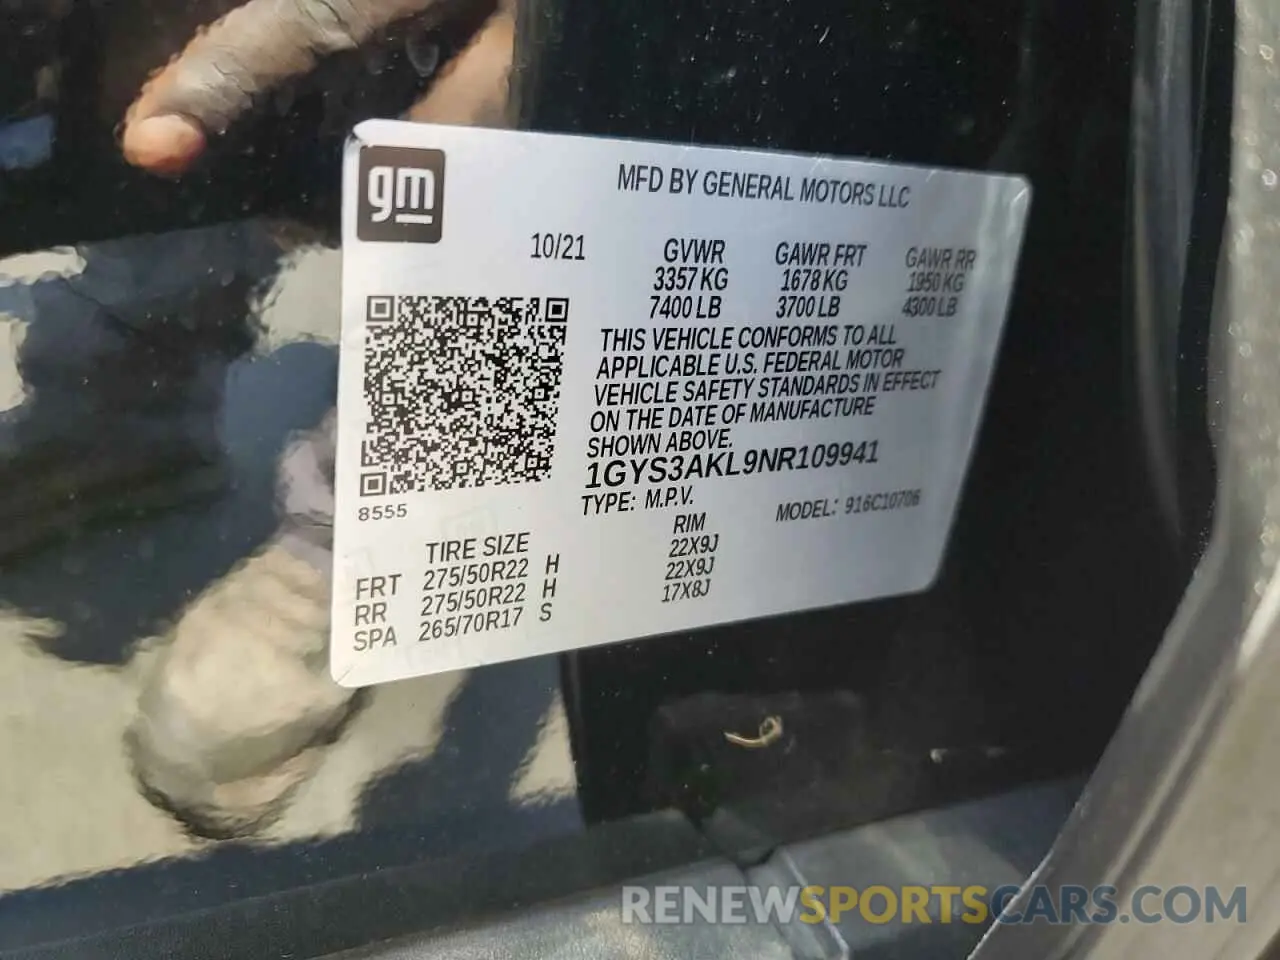 gm
MFD BY GENERAL MOTORS LLC
10/21 GVWR GAWR FRT GAWR RR
3357 KG 1678 KG 1950 KG
7400 LB 3700 LB 4300 LB
THIS VEHICLE CONFORMS TO ALL
APPLICABLE U.S. FEDERAL MOTOR
VEHICLE SAFETY STANDARDS IN EFFECT
ON THE DATE OF MANUFACTURE
SHOWN ABOVE.
1GYS3AKL9NR109941
TYPE: M.P.V. MODEL: 916C10706
8555
TIRE SIZE RIM
FRT 275/50R22 H 22X9J
RR 275/50R22 H 22X9J
SPA 265/70R17 S 17X8J
RENEWSPORTSCARS.COM